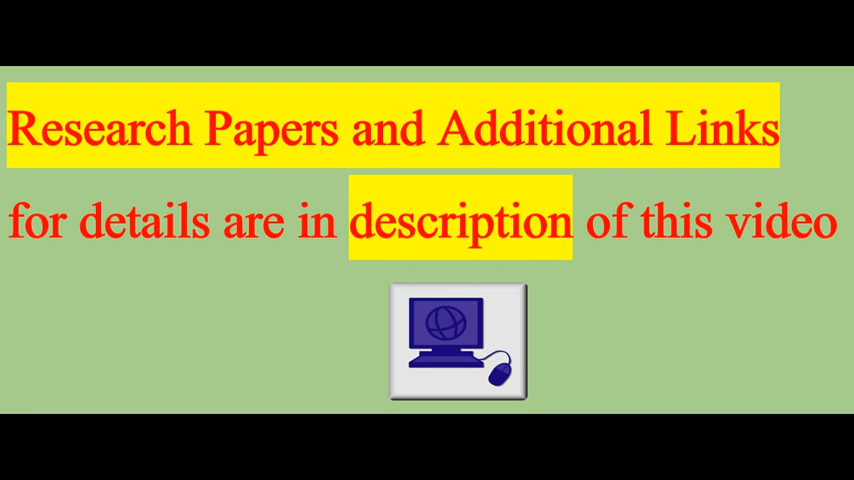 Research Papers and Additional Links
for details are in description of this video